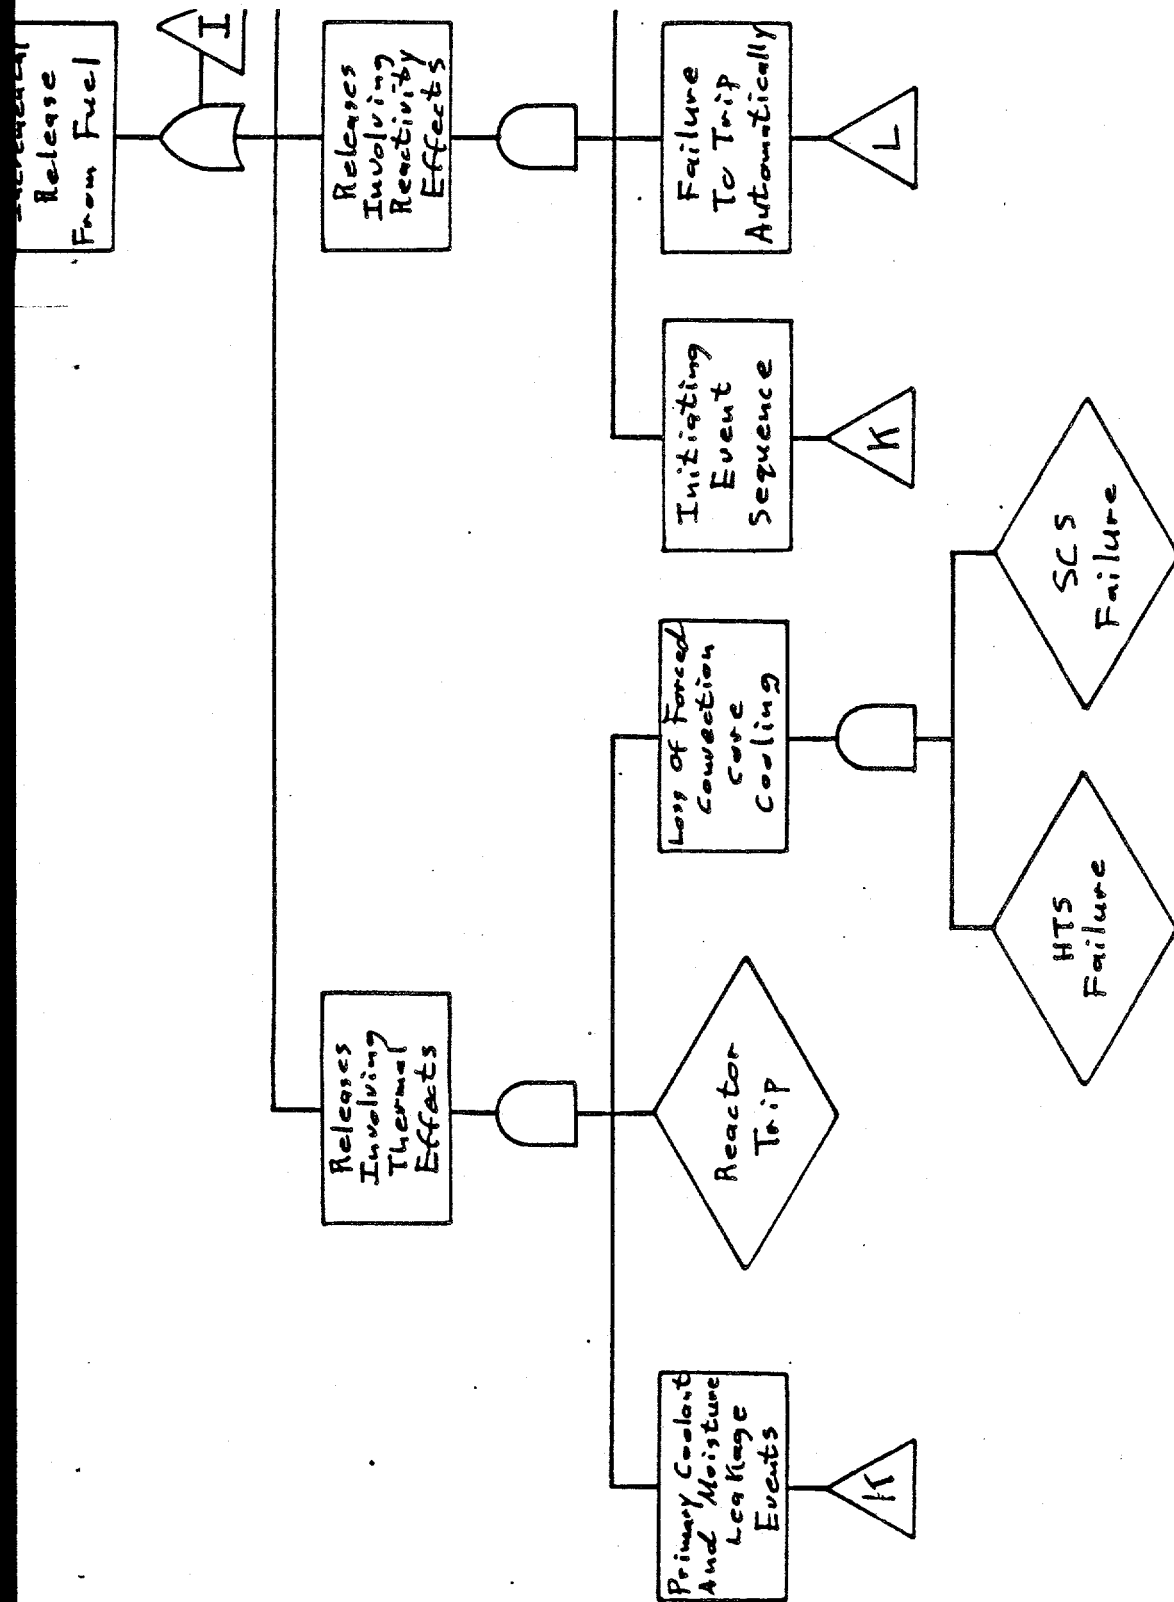 Release
From Fuel
I
Releases
Involving
Thermal
Effects
Releases
Involving
Reactivity
Effects
Primary Coolant
And Moisture
Leakage
Events
K
Reactor
Trip
Loss of Forced
Convection
Core
Cooling
HTS
Failure
SCS
Failure
Initiating
Event
Sequence
K
Failure
To Trip
Automatically
L